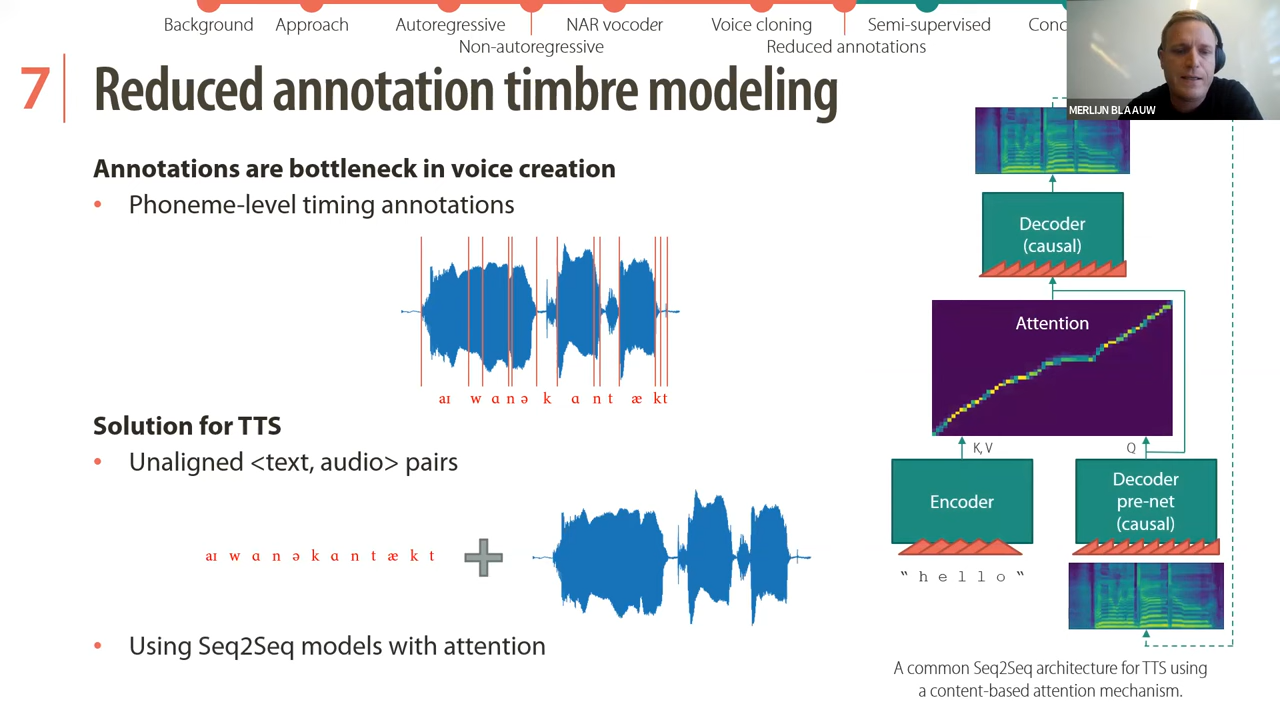 Background
Approach
Autoregressive
Non-autoregressive
NAR vocoder
Voice cloning
Reduced annotations
Semi-supervised
MERLIJN BLAAUW
7
Reduced annotation timbre modeling
Annotations are bottleneck in voice creation
• Phoneme-level timing annotations
aɪ w ɑ n ə k ɑ n t æ kt
Solution for TTS
• Unaligned <text, audio> pairs
aɪ w ɑ n ə k ɑ n t æ k t
• Using Seq2Seq models with attention
Decoder
(causal)
Attention
K, V
Q
Encoder
Decoder
pre-net
(causal)
"hello"
A common Seq2Seq architecture for TTS using
a content-based attention mechanism.